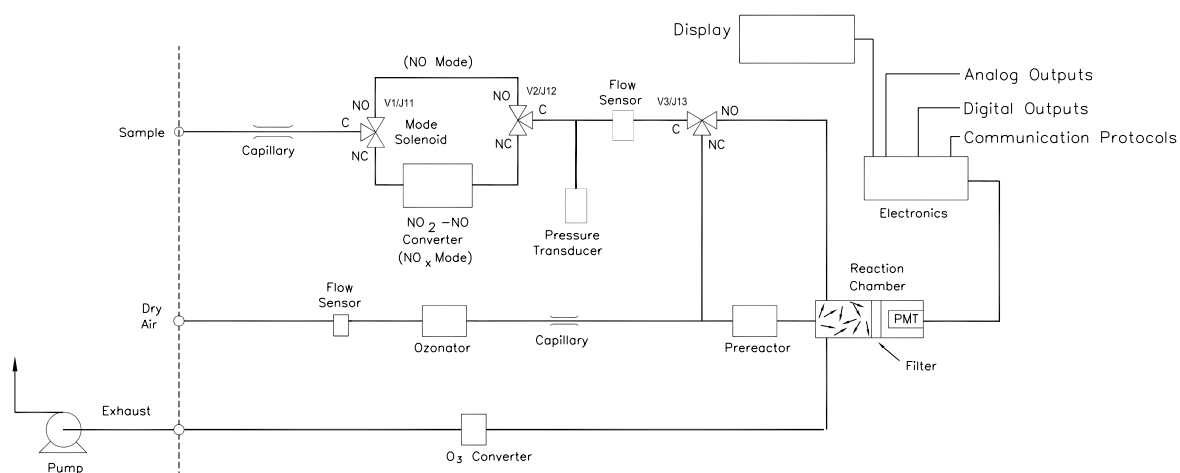 Display
Analog Outputs
Digital Outputs
Communication Protocols
Electronics
(NO Mode)
NO
V1/J11
C
NC
Mode
Solenoid
Sample
Capillary
NO
V2/J12
C
NC
NO2-NO
Converter
(NOx Mode)
Flow
Sensor
V3/J13
NO
C
NC
Pressure
Transducer
Reaction
Chamber
PMT
Filter
Dry
Air
Flow
Sensor
Ozonator
Capillary
Prereactor
Exhaust
Pump
O3 Converter